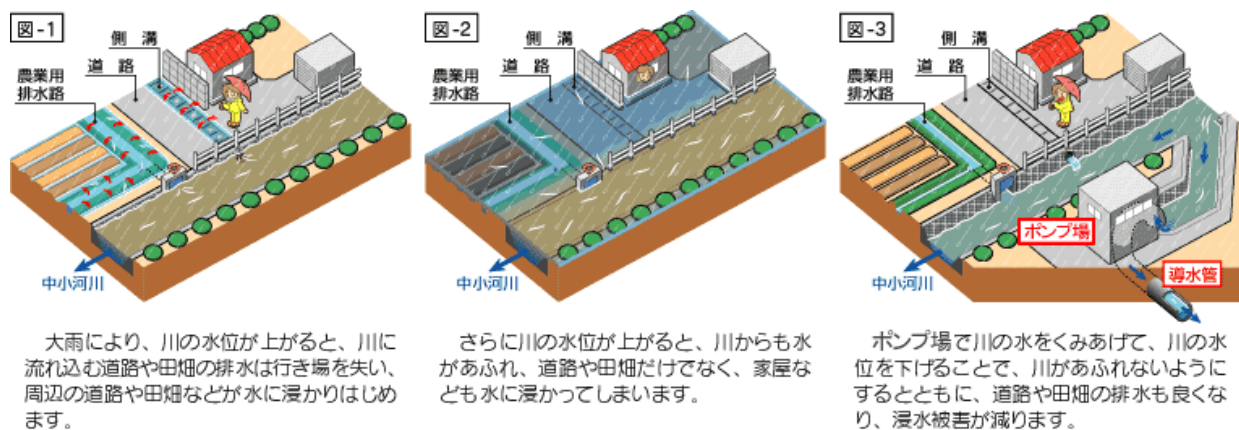 図-1
側 溝
道 路
農業用
排水路
中小河川
大雨により、川の水位が上がると、川に
流れ込む道路や田畑の排水は行き場を失い、
周辺の道路や田畑などが水に浸かりはじめ
ます。
図-2
側 溝
道 路
農業用
排水路
中小河川
さらに川の水位が上がると、川からも水
があふれ、道路や田畑だけでなく、家屋な
ども水に浸かってしまいます。
図-3
側 溝
道 路
農業用
排水路
ポンプ場
導水管
中小河川
ポンプ場で川の水をくみあげて、川の水
位を下げることで、川があふれないように
するとともに、道路や田畑の排水も良くな
り、浸水被害が減ります。